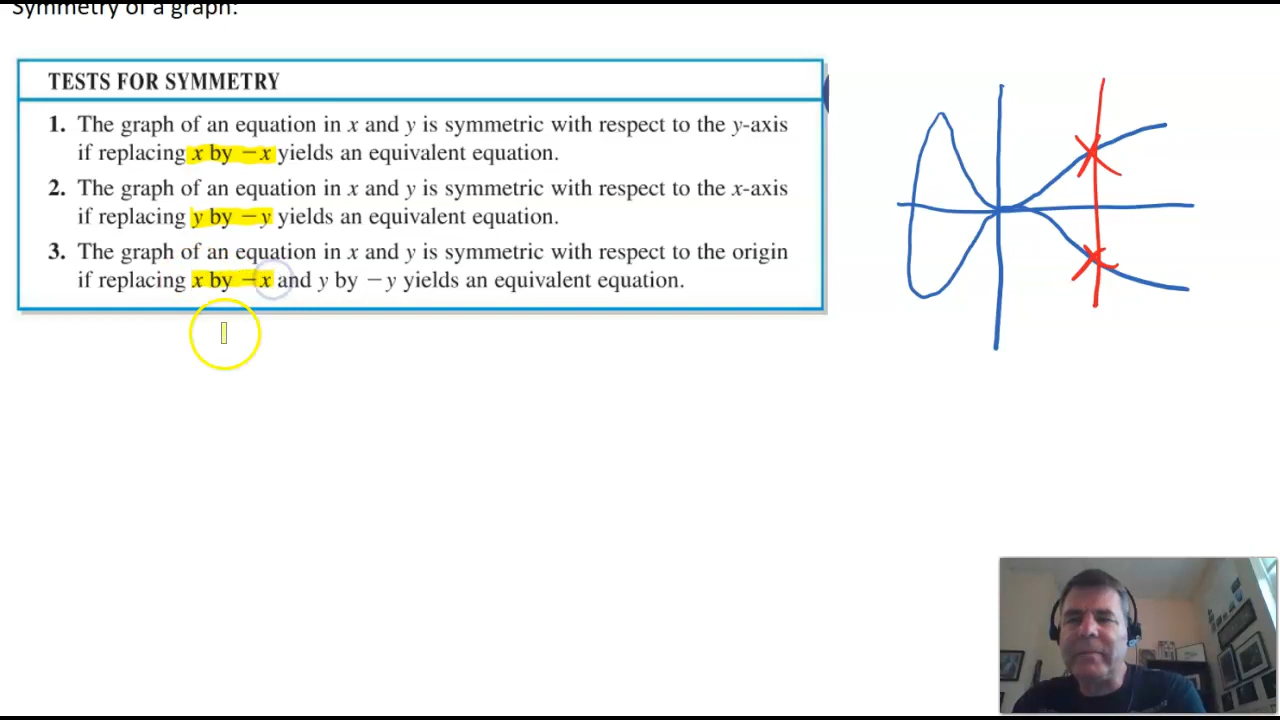 Symmetry of a graph:
TESTS FOR SYMMETRY
1. The graph of an equation in x and y is symmetric with respect to the y-axis
if replacing x by −x yields an equivalent equation.
2. The graph of an equation in x and y is symmetric with respect to the x-axis
if replacing y by −y yields an equivalent equation.
3. The graph of an equation in x and y is symmetric with respect to the origin
if replacing x by −x and y by −y yields an equivalent equation.